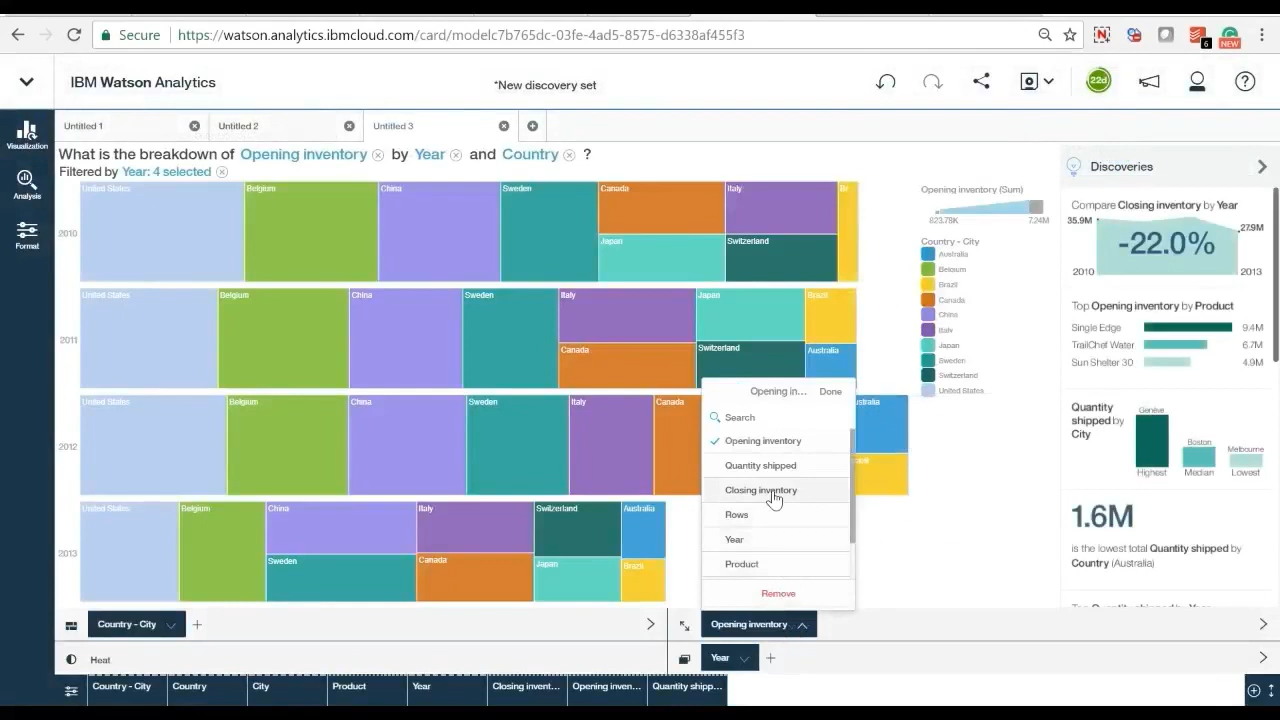 Secure https://watson.analytics.ibmcloud.com/card/modelc7b765dc-03fe-4ad5-8575-d6338af455f3
6
NEW
IBM Watson Analytics
*New discovery set
22d
Untitled 1
Untitled 2
Untitled 3
Visualization
Analysis
Format
What is the breakdown of Opening inventory by Year and Country ?
Filtered by Year: 4 selected
2010
United States
Belgium
China
Sweden
Canada
Italy
Br
Japan
Switzerland
2011
United States
Belgium
China
Sweden
Italy
Japan
Brazil
Canada
Switzerland
Australia
2012
United States
Belgium
China
Sweden
Italy
Canada
ustralia
2013
United States
Belgium
China
Italy
Switzerland
Australia
Sweden
Canada
Japan
Brazil
Opening in... Done
Search
Opening inventory
Quantity shipped
Closing inventory
Rows
Year
Product
Remove
Opening inventory (Sum)
823.78K 7.24M
Country - City
Australia
Belgium
Brazil
Canada
China
Italy
Japan
Sweden
Switzerland
United States
Discoveries
Compare Closing inventory by Year
35.9M
27.9M
-22.0%
2010 2013
Top Opening inventory by Product
Single Edge 9.4M
TrailChef Water 6.7M
Sun Shelter 30 4.9M
Quantity
shipped by
City
Genève
Boston
Melbourne
Highest Median Lowest
1.6M
is the lowest total Quantity shipped by
Country (Australia)
Country - City
Opening inventory
Heat
Year
Country - City Country City Product Year Closing invent... Opening inven... Quantity shipp...